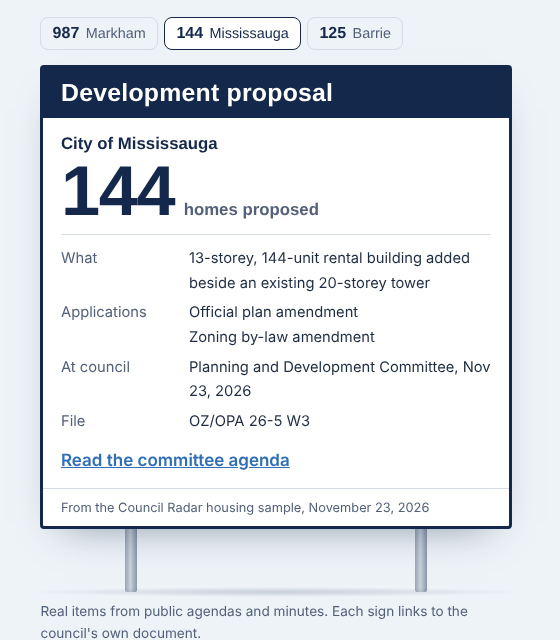 987 Markham 144 Mississauga 125 Barrie
Development proposal
City of Mississauga
144 homes proposed
What 13-storey, 144-unit rental building added
beside an existing 20-storey tower
Applications Official plan amendment
Zoning by-law amendment
At council Planning and Development Committee, Nov
23, 2026
File OZ/OPA 26-5 W3
Read the committee agenda
From the Council Radar housing sample, November 23, 2026
Real items from public agendas and minutes. Each sign links to the
council's own document.